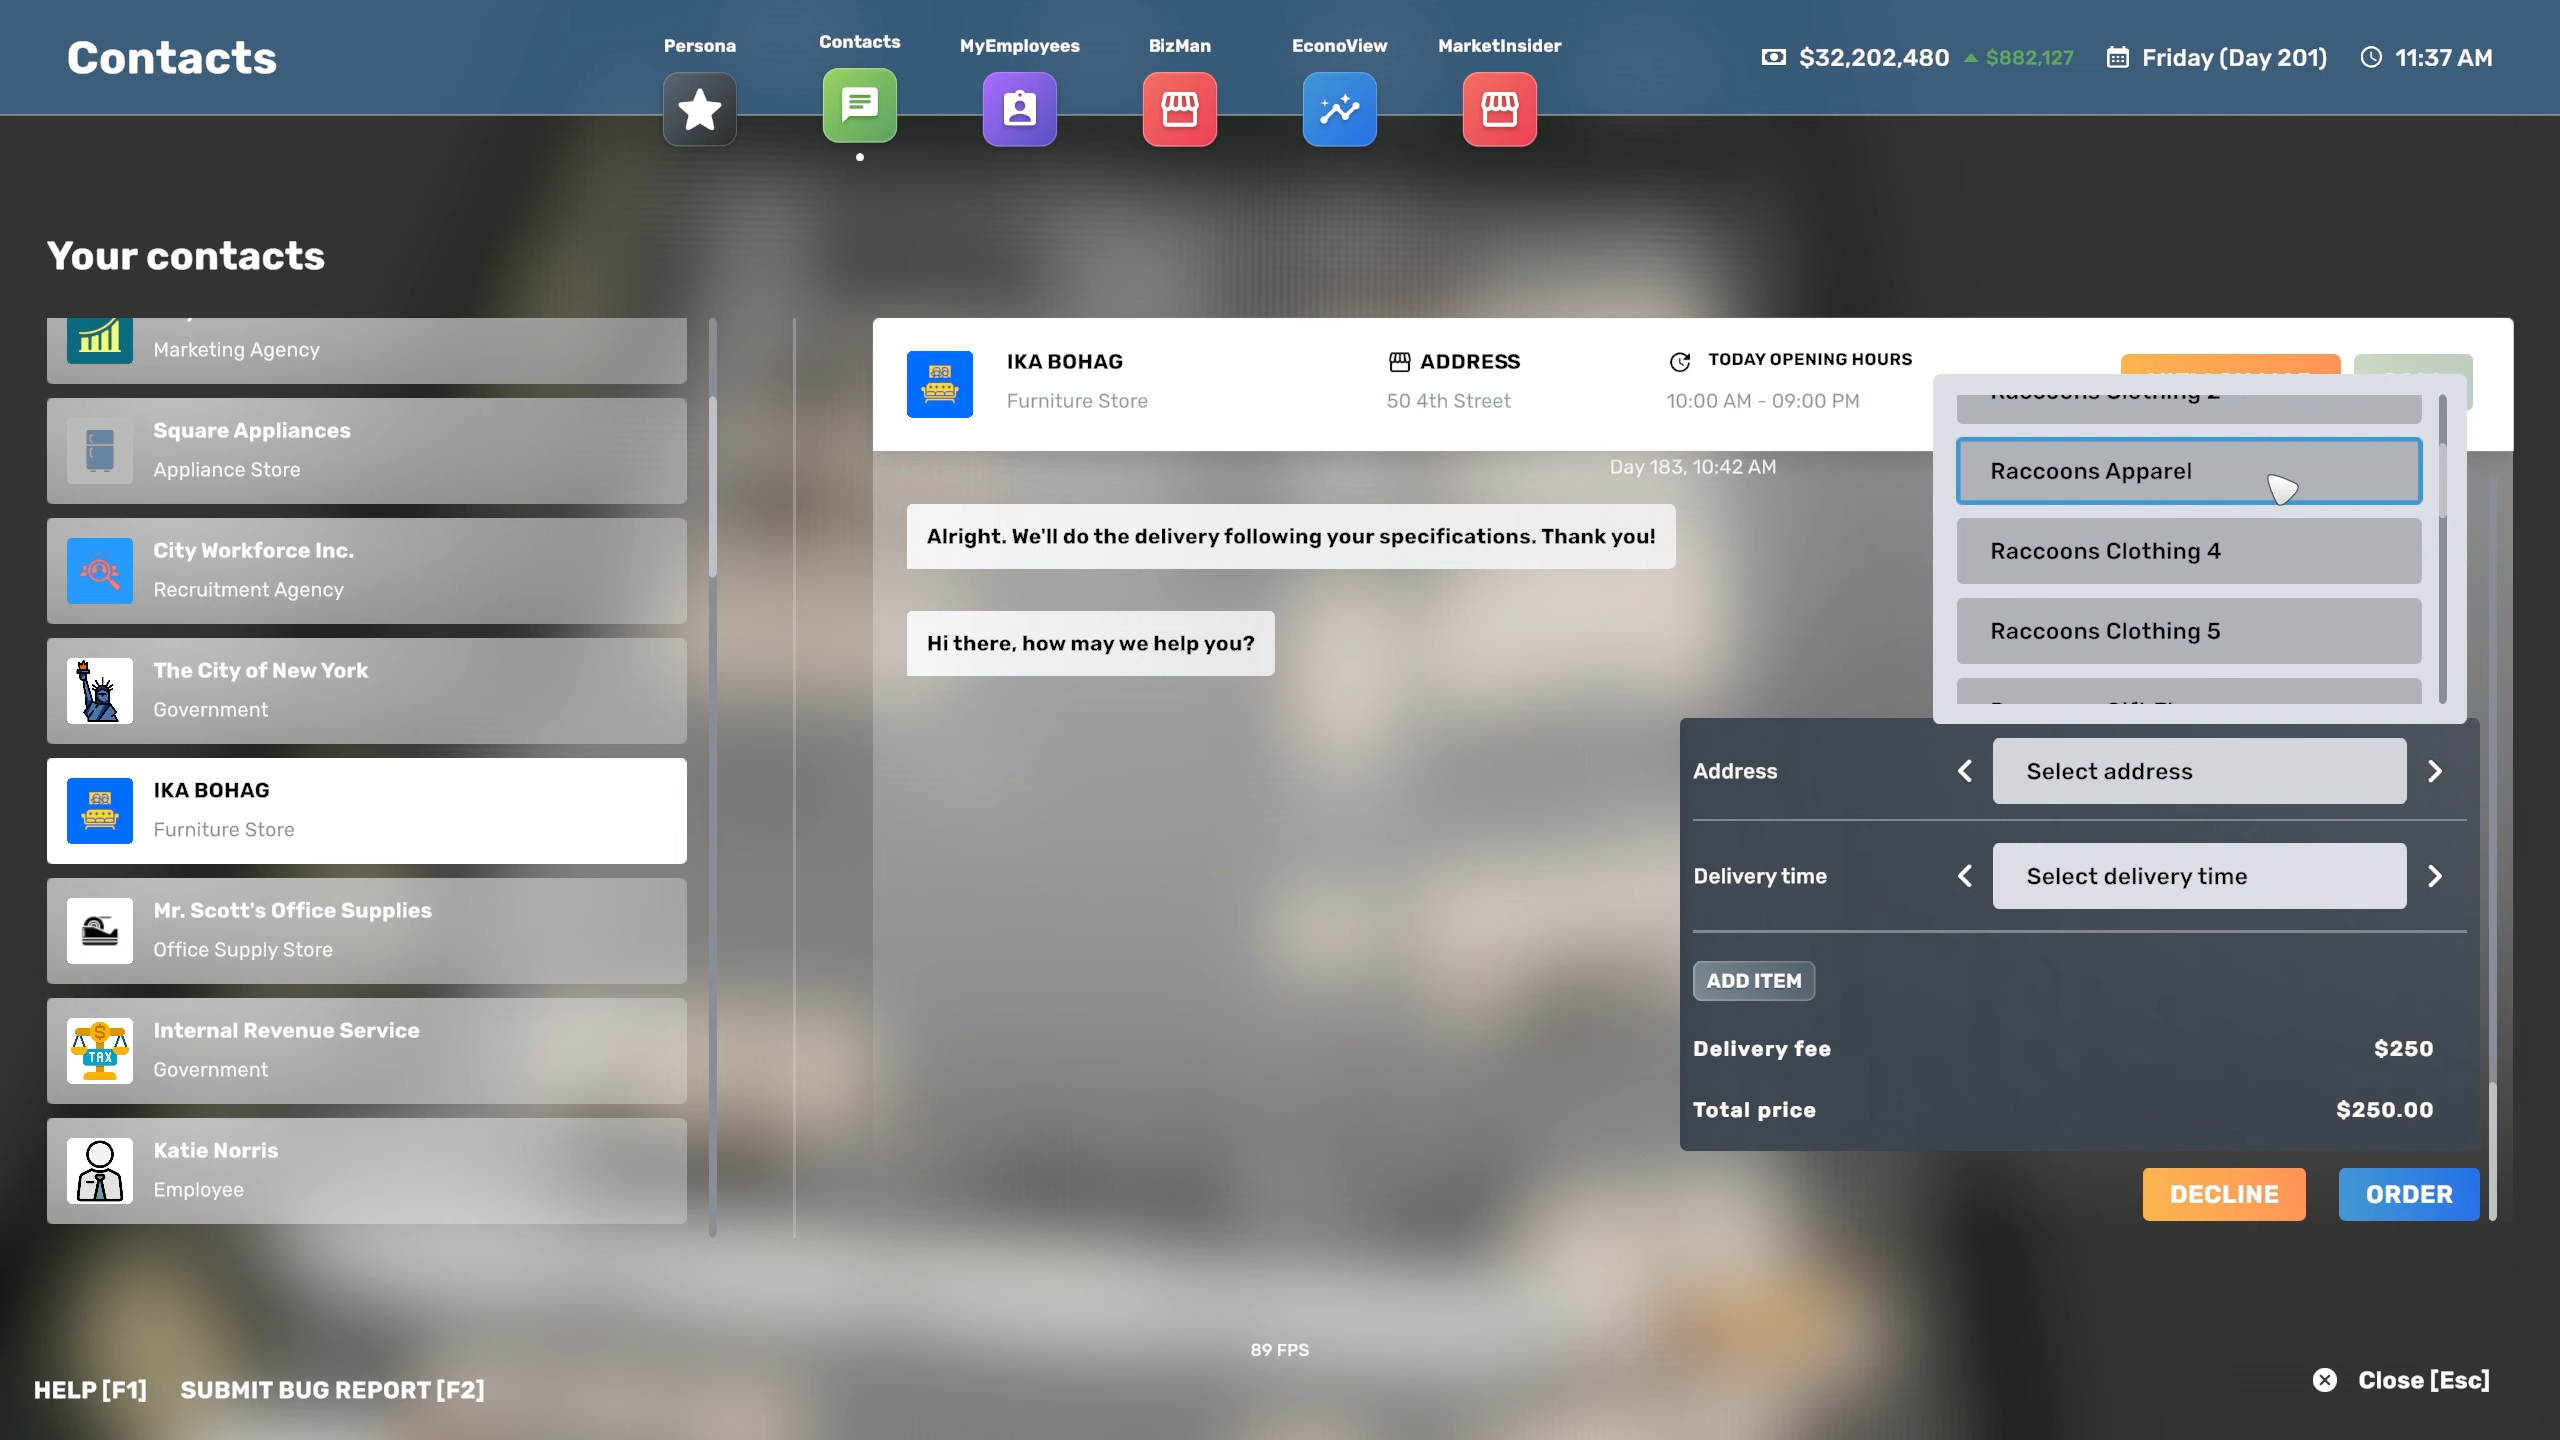 Contacts
Persona
Contacts
MyEmployees
BizMan
EconoView
MarketInsider
$32,202,480
$882,127
Friday (Day 201)
11:37 AM
Your contacts
Marketing Agency
Square Appliances
Appliance Store
City Workforce Inc.
Recruitment Agency
The City of New York
Government
IKA BOHAG
Furniture Store
Mr. Scott's Office Supplies
Office Supply Store
TAX
Internal Revenue Service
Government
Katie Norris
Employee
IKA BOHAG
Furniture Store
ADDRESS
50 4th Street
TODAY OPENING HOURS
10:00 AM - 09:00 PM
Day 183, 10:42 AM
Alright. We'll do the delivery following your specifications. Thank you!
Hi there, how may we help you?
Raccoons Clothing 2
Raccoons Apparel
Raccoons Clothing 4
Raccoons Clothing 5
Address
Select address
Delivery time
Select delivery time
ADD ITEM
Delivery fee
$250
Total price
$250.00
DECLINE
ORDER
89 FPS
HELP [F1]
SUBMIT BUG REPORT [F2]
Close [Esc]